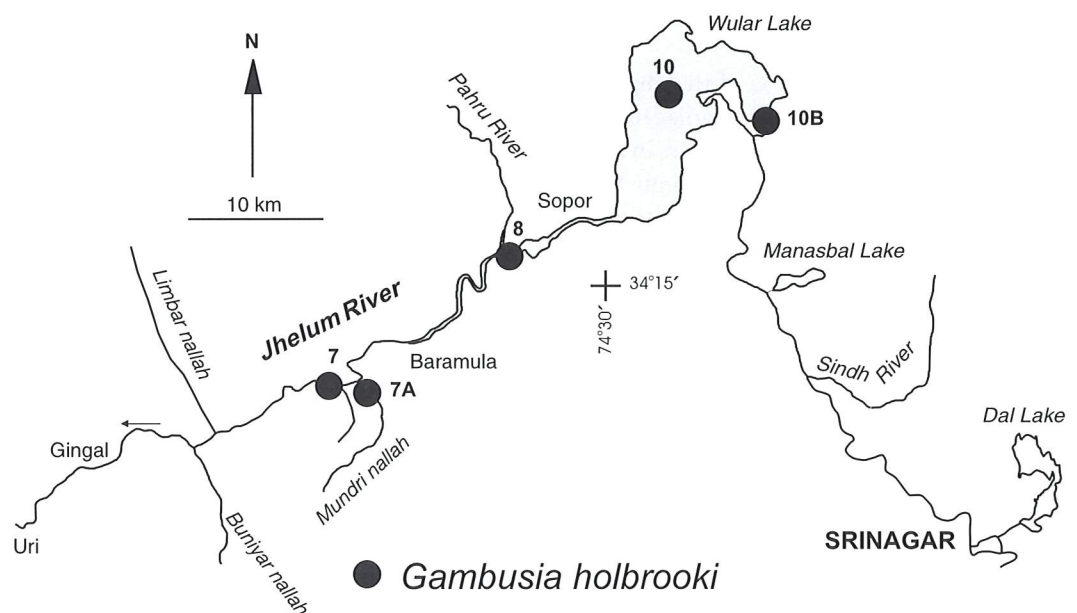 Wular Lake
N
10
10B
Pahru River
10 km
Sopor
8
Manasbal Lake
34°15′
74°30′
Limbar nallah
Jhelum River
7
Baramula
7A
Sindh River
Dal Lake
Gingal
Mundri nallah
Uri
Buniyar nallah
SRINAGAR
Gambusia holbrooki